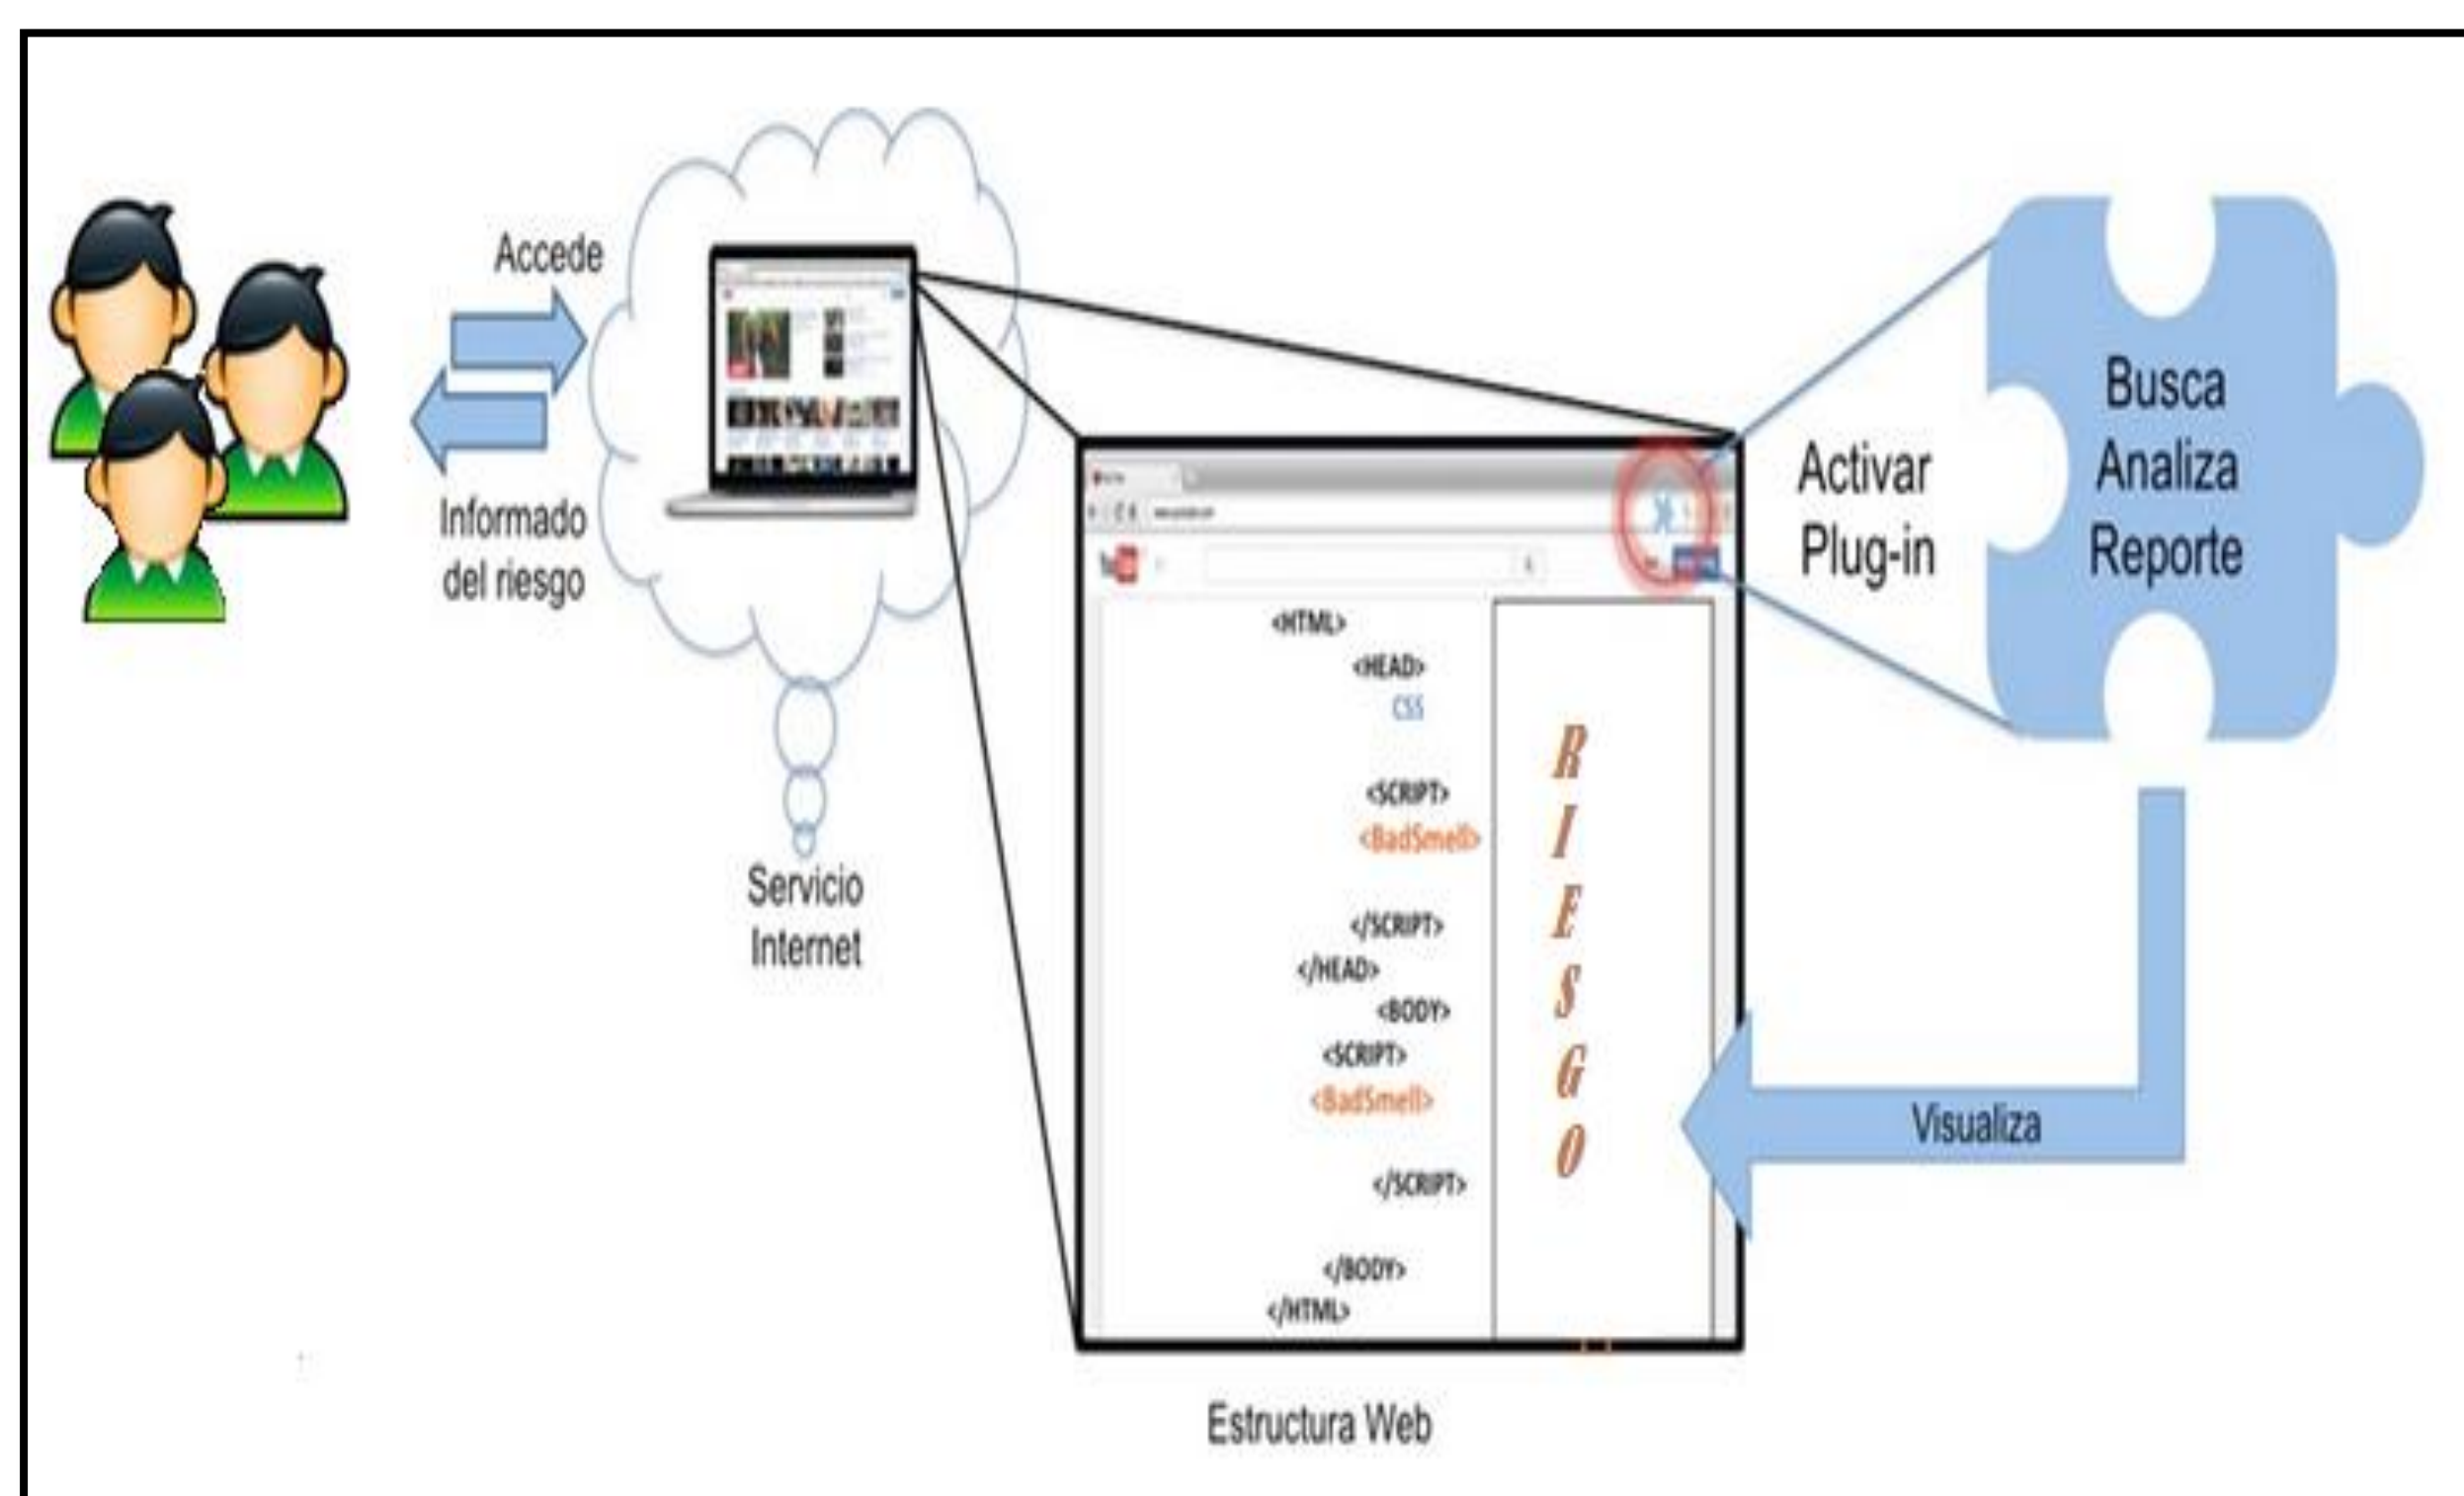 Accede
Informado
del riesgo
Servicio
Internet
<HTML>
<HEAD>
CSS
<SCRIPT>
<BadSmell>
</SCRIPT>
</HEAD>
<BODY>
<SCRIPT>
<BadSmell>
</SCRIPT>
</BODY>
</HTML>
R
I
E
S
G
O
Estructura Web
Activar
Plug-in
Busca
Analiza
Reporte
Visualiza